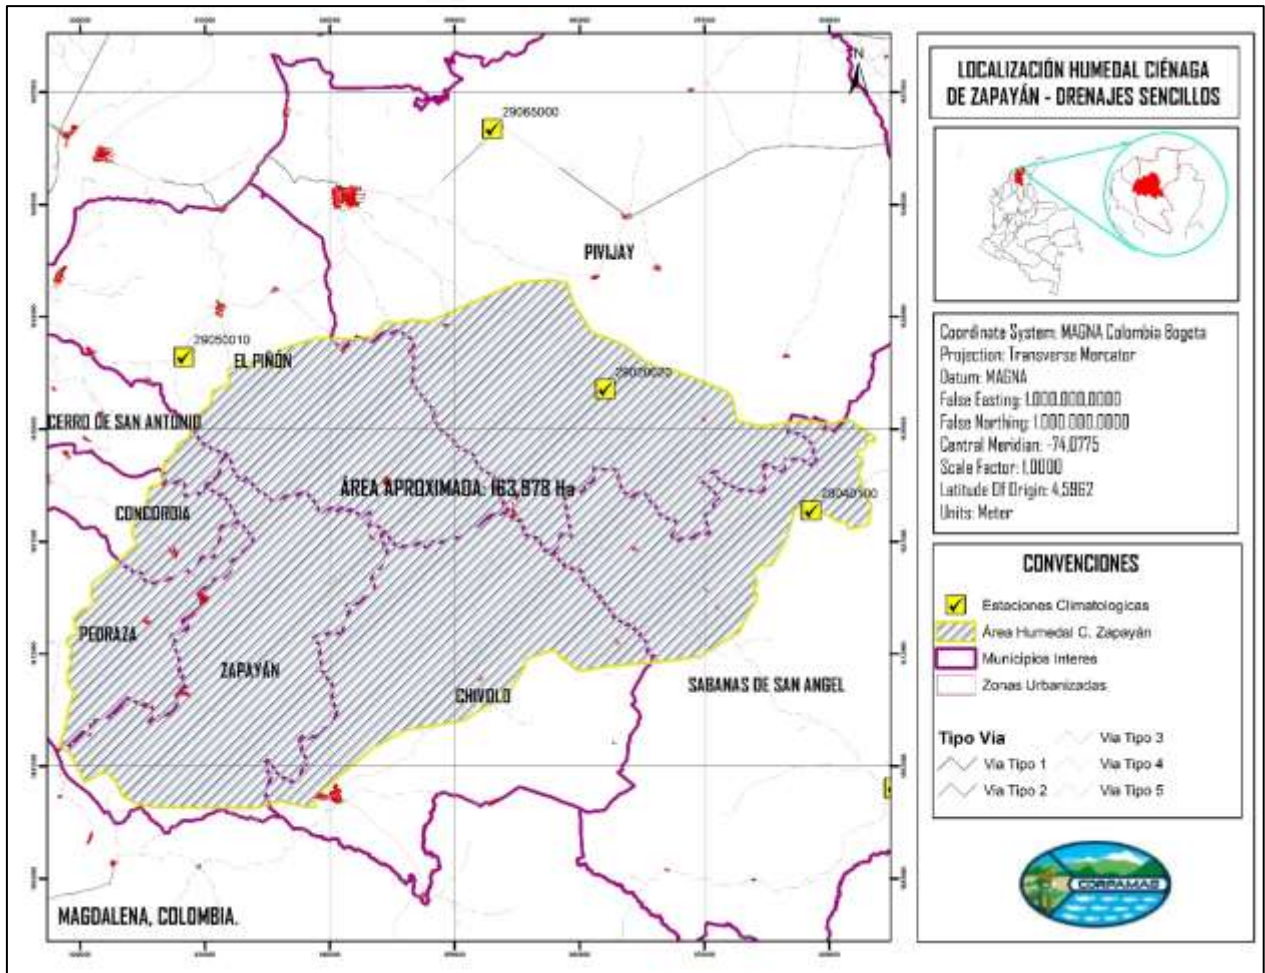 LOCALIZACIÓN HUMEDAL CIÉNAGA
DE ZAPAYÁN - DRENAJES SENCILLOS
N
29065000
PIVIJAY
29050010
EL PIÑÓN
29020020
CERRO DE SAN ANTONIO
ÁREA APROXIMADA: 163,978 Ha
28040100
CONCORDIA
PEDRAZA
ZAPAYÁN
CHIVOLO
SABANAS DE SAN ANGEL
MAGDALENA, COLOMBIA.
Coordinate System: MAGNA Colombia Bogota
Projection: Transverse Mercator
Datum: MAGNA
False Easting: 1.000.000,0000
False Northing: 1.000.000,0000
Central Meridian: -74,0775
Scale Factor: 1,0000
Latitude Of Origin: 4,5962
Units: Meter
CONVENCIONES
Estaciones Climatologicas
Área Humedal C. Zapayán
Municipios Interes
Zonas Urbanizadas
Tipo Via
Via Tipo 1
Via Tipo 2
Via Tipo 3
Via Tipo 4
Via Tipo 5
CORPAMAG